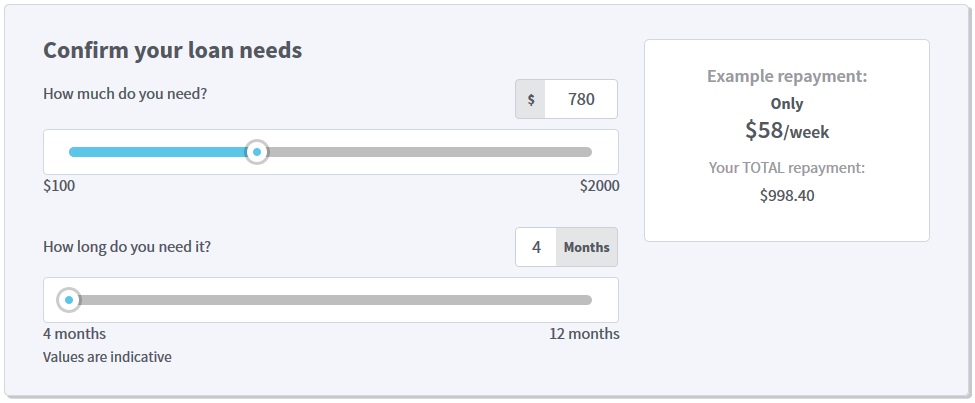 Confirm your loan needs
How much do you need?
$ 780
$100 $2000
How long do you need it?
4 Months
4 months 12 months
Values are indicative
Example repayment:
Only
$58/week
Your TOTAL repayment:
$998.40